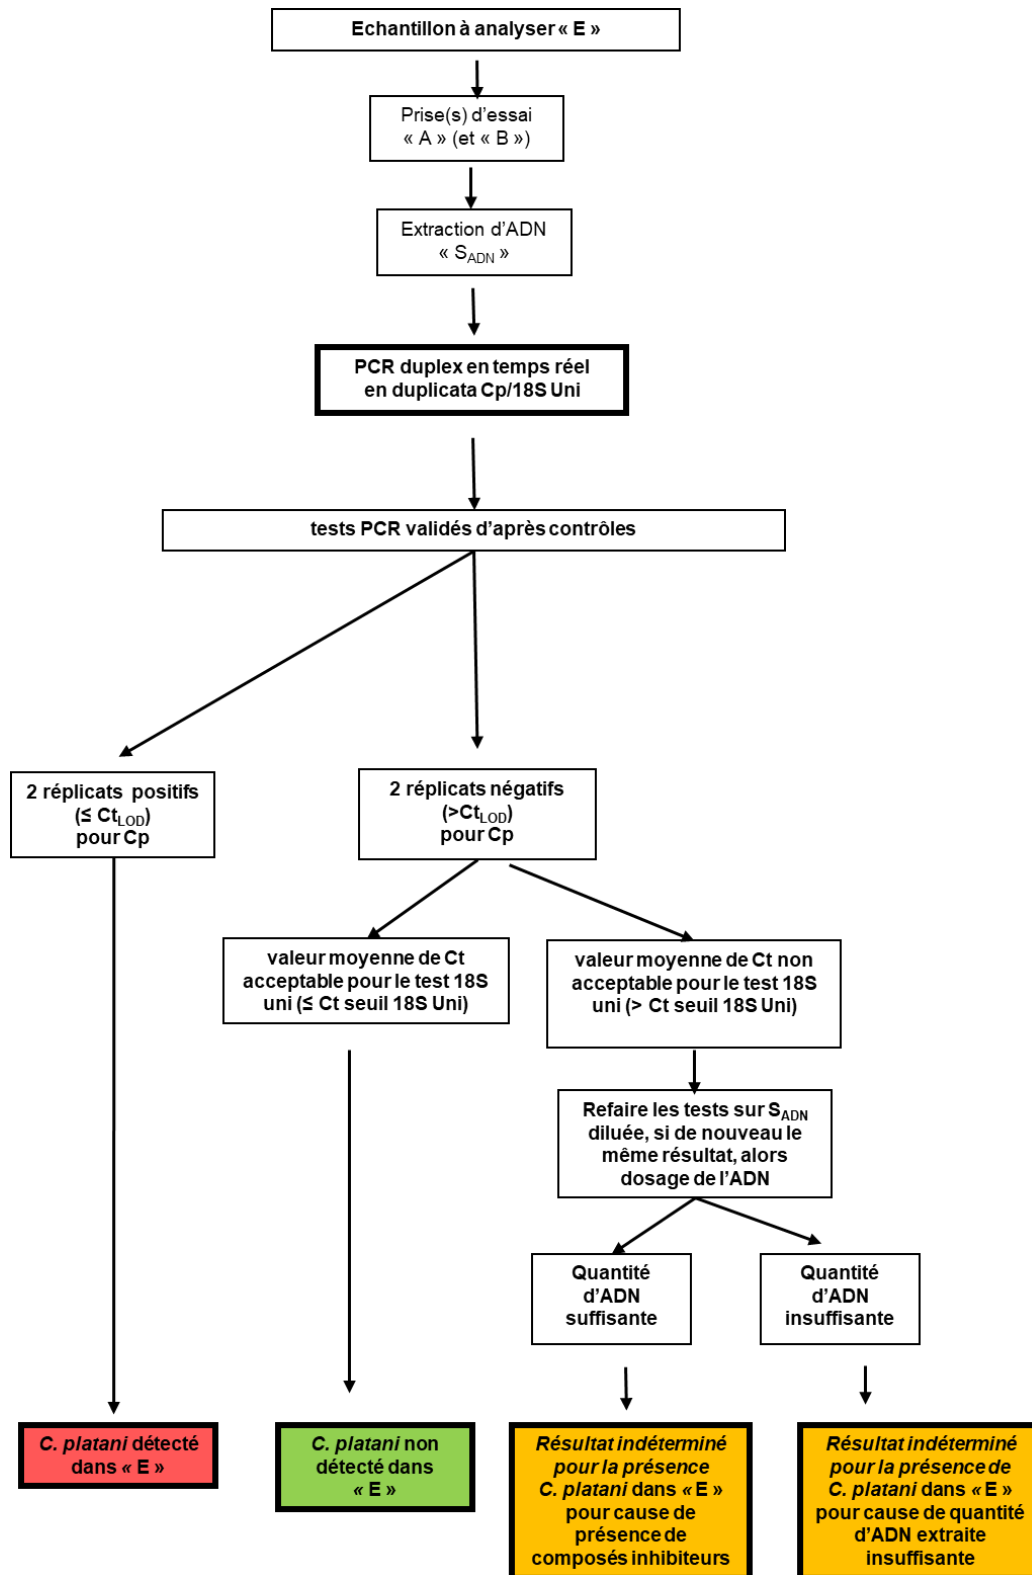 Echantillon à analyser « E »
Prise(s) d’essai
« A » (et « B »)
Extraction d’ADN
« SADN »
PCR duplex en temps réel
en duplicata Cp/18S Uni
tests PCR validés d’après contrôles
2 réplicats positifs
(≤ CtLOD)
pour Cp
2 réplicats négatifs
(>CtLOD)
pour Cp
valeur moyenne de Ct
acceptable pour le test 18S
uni (≤ Ct seuil 18S Uni)
valeur moyenne de Ct non
acceptable pour le test 18S
uni (> Ct seuil 18S Uni)
Refaire les tests sur SADN
diluée, si de nouveau le
même résultat, alors
dosage de l’ADN
Quantité
d’ADN
suffisante
Quantité
d’ADN
insuffisante
C. platani détecté
dans « E »
C. platani non
détecté dans
« E »
Résultat indéterminé
pour la présence
C. platani dans « E »
pour cause de
présence de
composés inhibiteurs
Résultat indéterminé
pour la présence de
C. platani dans « E »
pour cause de quantité
d’ADN extraite
insuffisante